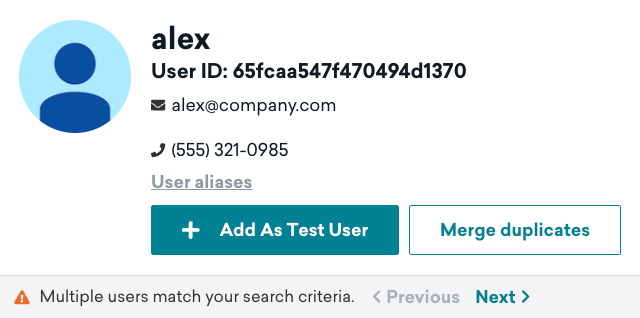 alex
User ID: 65fcaa547f470494d1370
alex@company.com
(555) 321-0985
User aliases
Add As Test User
Merge duplicates
Multiple users match your search criteria. Previous Next